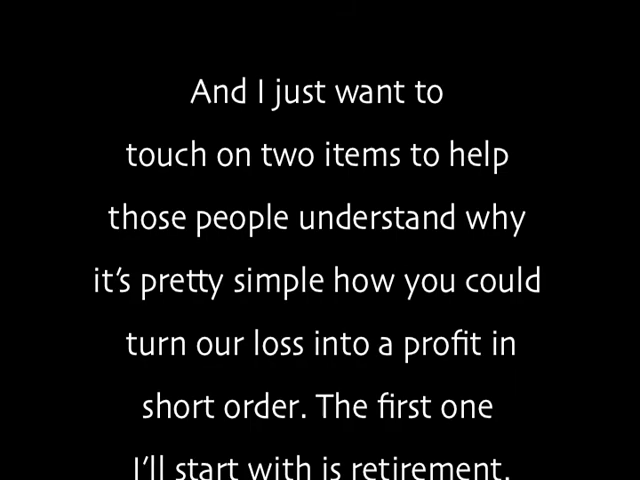 And I just want to
touch on two items to help
those people understand why
it’s pretty simple how you could
turn our loss into a profit in
short order. The first one
I’ll start with is retirement.